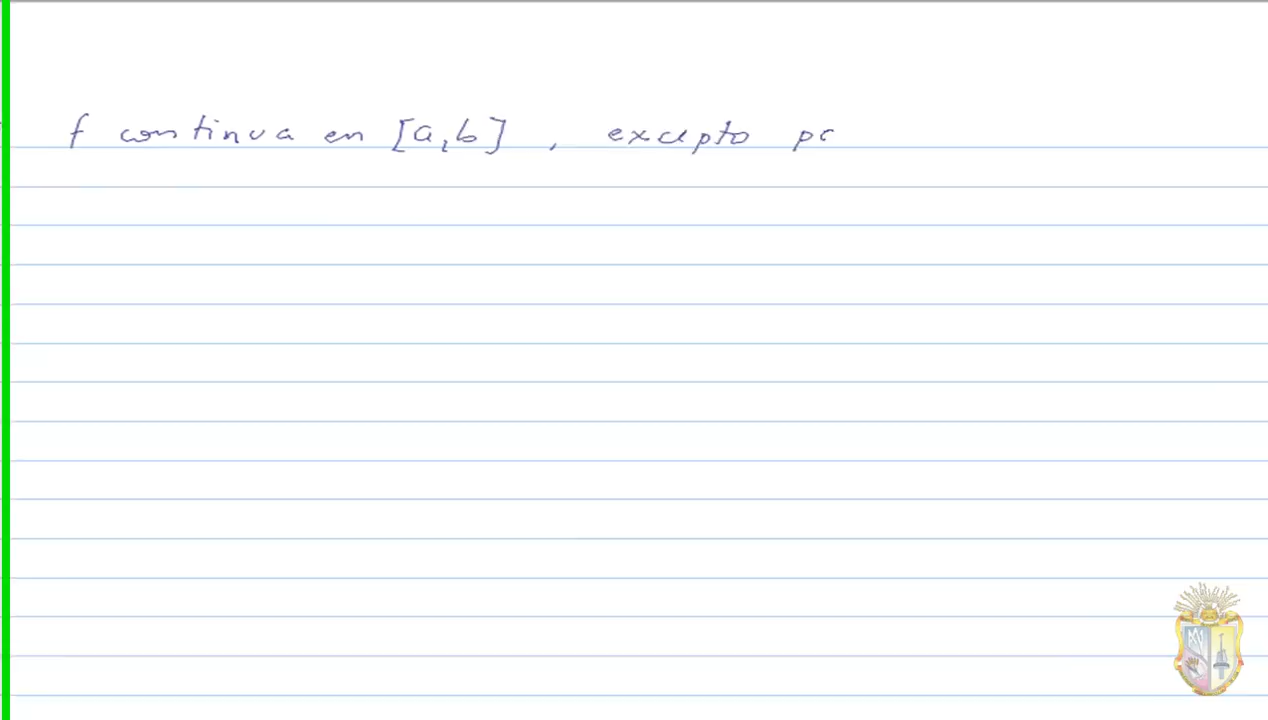 f continua en [a,b] , excepto pc